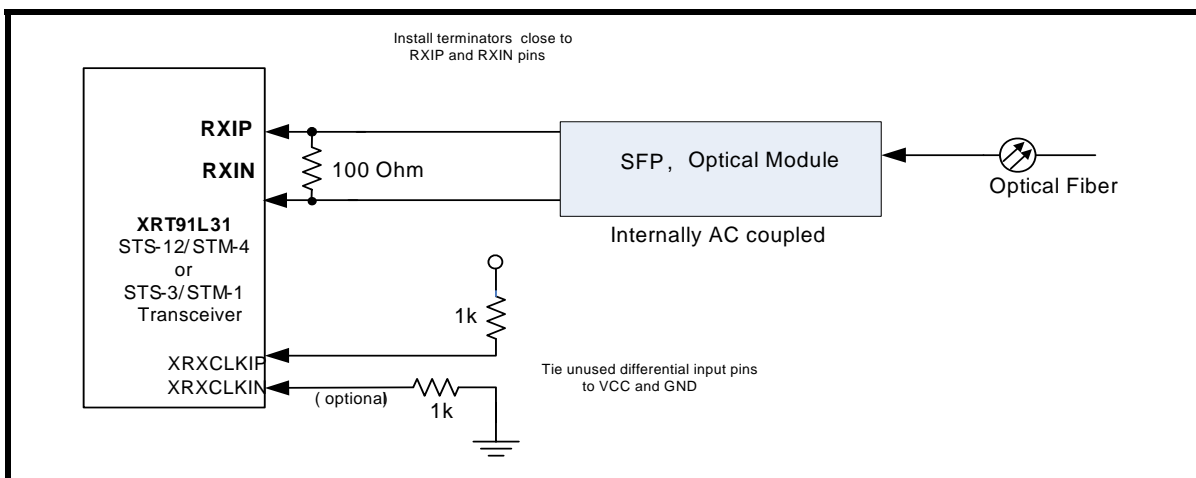 Install terminators close to
RXIP and RXIN pins
RXIP
RXIN
100 Ohm
SFP, Optical Module
Optical Fiber
Internally AC coupled
XRT91L31
STS-12/STM-4
or
STS-3/STM-1
Transceiver
1k
XRXCLKIP
XRXCLKIN
(optional)
1k
Tie unused differential input pins
to VCC and GND